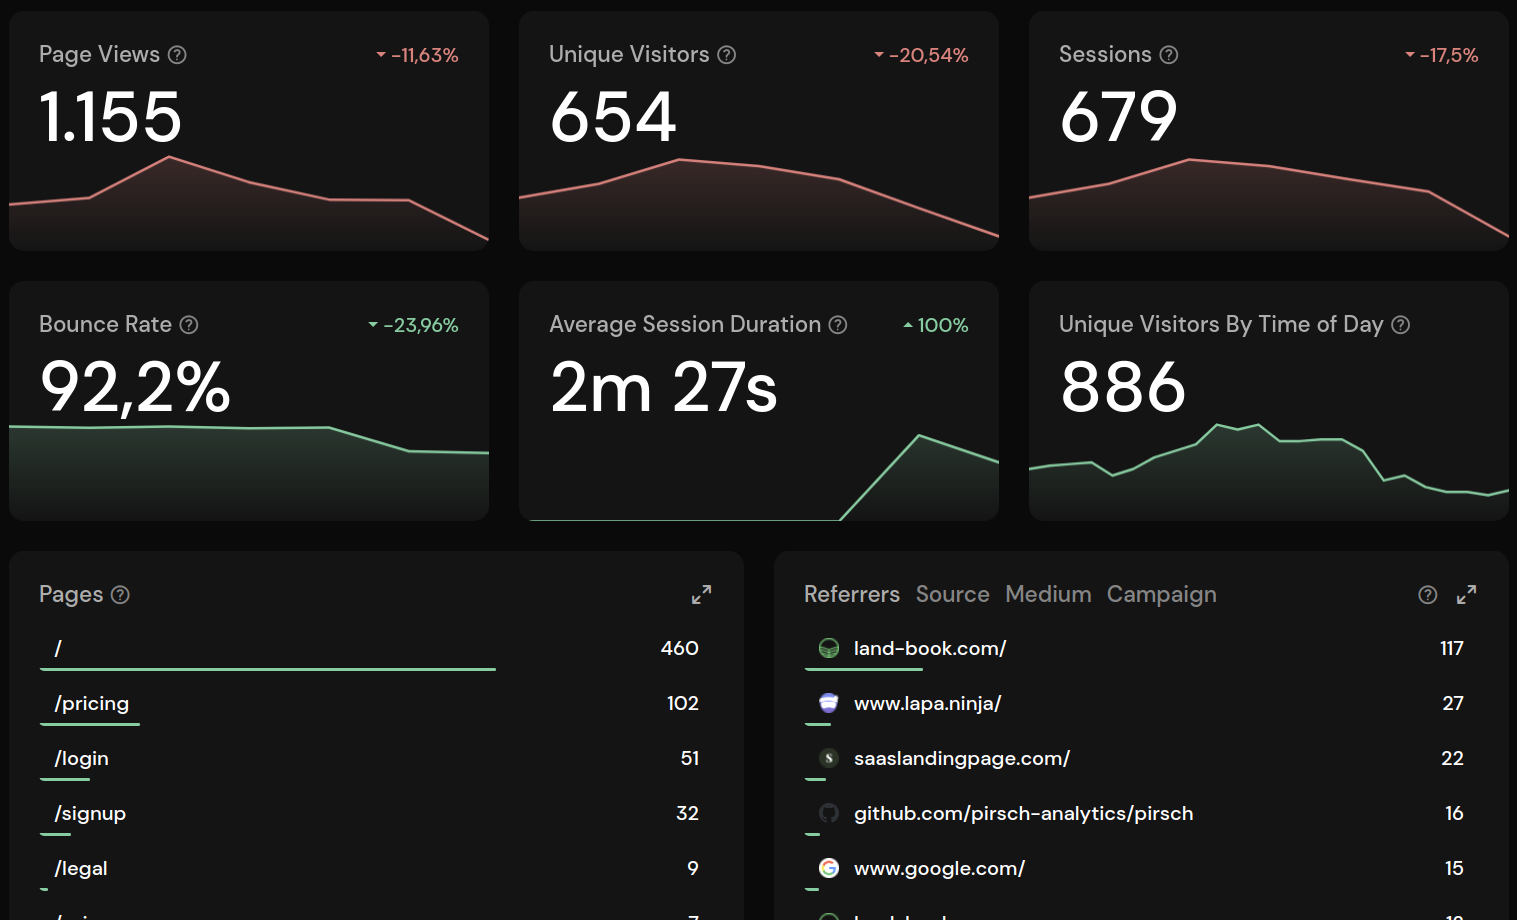 Page Views
-11,63%
1.155
Unique Visitors
-20,54%
654
Sessions
-17,5%
679
Bounce Rate
-23,96%
92,2%
Average Session Duration
100%
2m 27s
Unique Visitors By Time of Day
886
Pages
/ 460
/pricing 102
/login 51
/signup 32
/legal 9
Referrers Source Medium Campaign
land-book.com/ 117
www.lapa.ninja/ 27
saaslandingpage.com/ 22
github.com/pirsch-analytics/pirsch 16
www.google.com/ 15